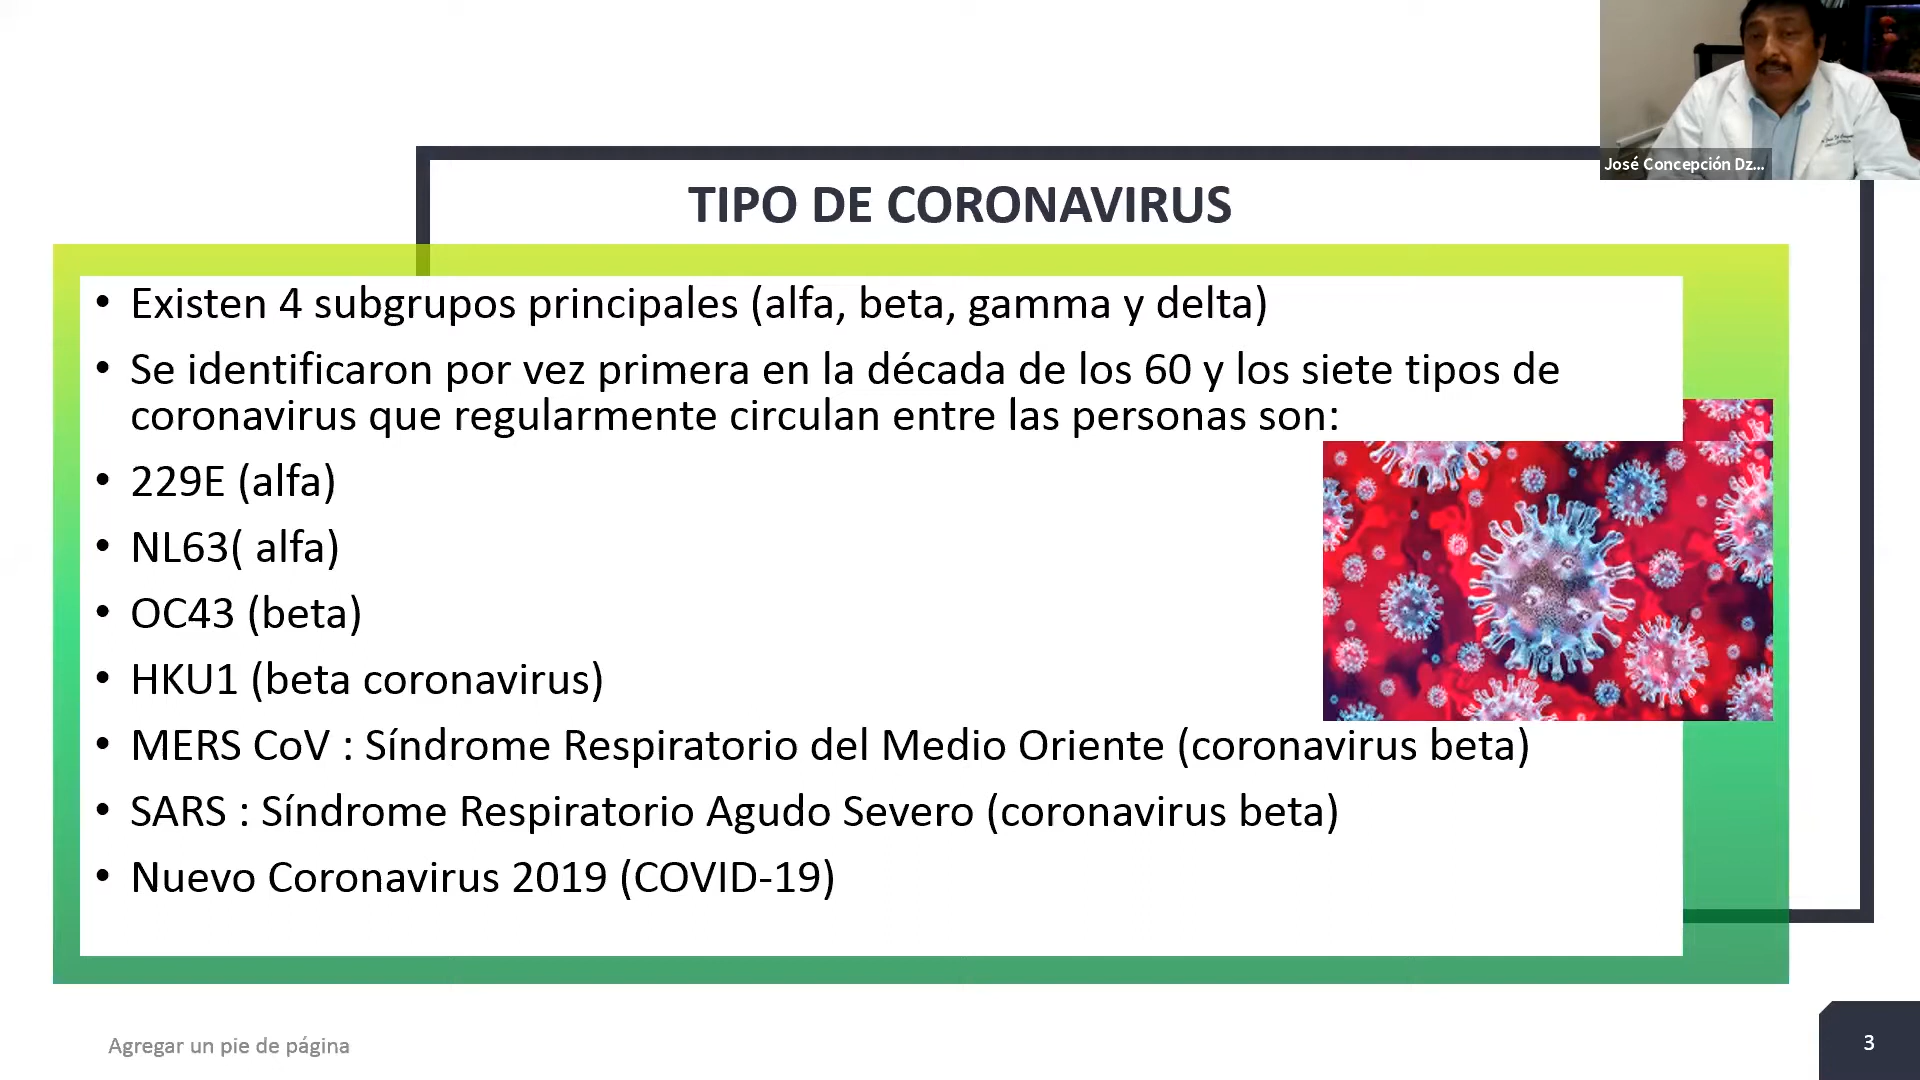 José Concepción Dz...
TIPO DE CORONAVIRUS
• Existen 4 subgrupos principales (alfa, beta, gamma y delta)
• Se identificaron por vez primera en la década de los 60 y los siete tipos de
coronavirus que regularmente circulan entre las personas son:
• 229E (alfa)
• NL63( alfa)
• OC43 (beta)
• HKU1 (beta coronavirus)
• MERS CoV : Síndrome Respiratorio del Medio Oriente (coronavirus beta)
• SARS : Síndrome Respiratorio Agudo Severo (coronavirus beta)
• Nuevo Coronavirus 2019 (COVID-19)
Agregar un pie de página
3